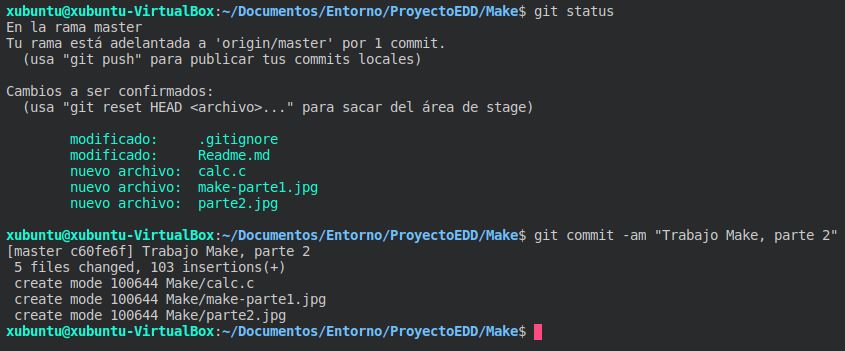 xubuntu@xubuntu-VirtualBox:~/Documentos/Entorno/ProyectoEDD/Make$ git status
En la rama master
Tu rama está adelantada a 'origin/master' por 1 commit.
  (usa "git push" para publicar tus commits locales)
Cambios a ser confirmados:
  (usa "git reset HEAD <archivo>..." para sacar del área de stage)
        modificado:     .gitignore
        modificado:     Readme.md
        nuevo archivo:  calc.c
        nuevo archivo:  make-parte1.jpg
        nuevo archivo:  parte2.jpg
xubuntu@xubuntu-VirtualBox:~/Documentos/Entorno/ProyectoEDD/Make$ git commit -am "Trabajo Make, parte 2"
[master c60fe6f] Trabajo Make, parte 2
 5 files changed, 103 insertions(+)
 create mode 100644 Make/calc.c
 create mode 100644 Make/make-parte1.jpg
 create mode 100644 Make/parte2.jpg
xubuntu@xubuntu-VirtualBox:~/Documentos/Entorno/ProyectoEDD/Make$